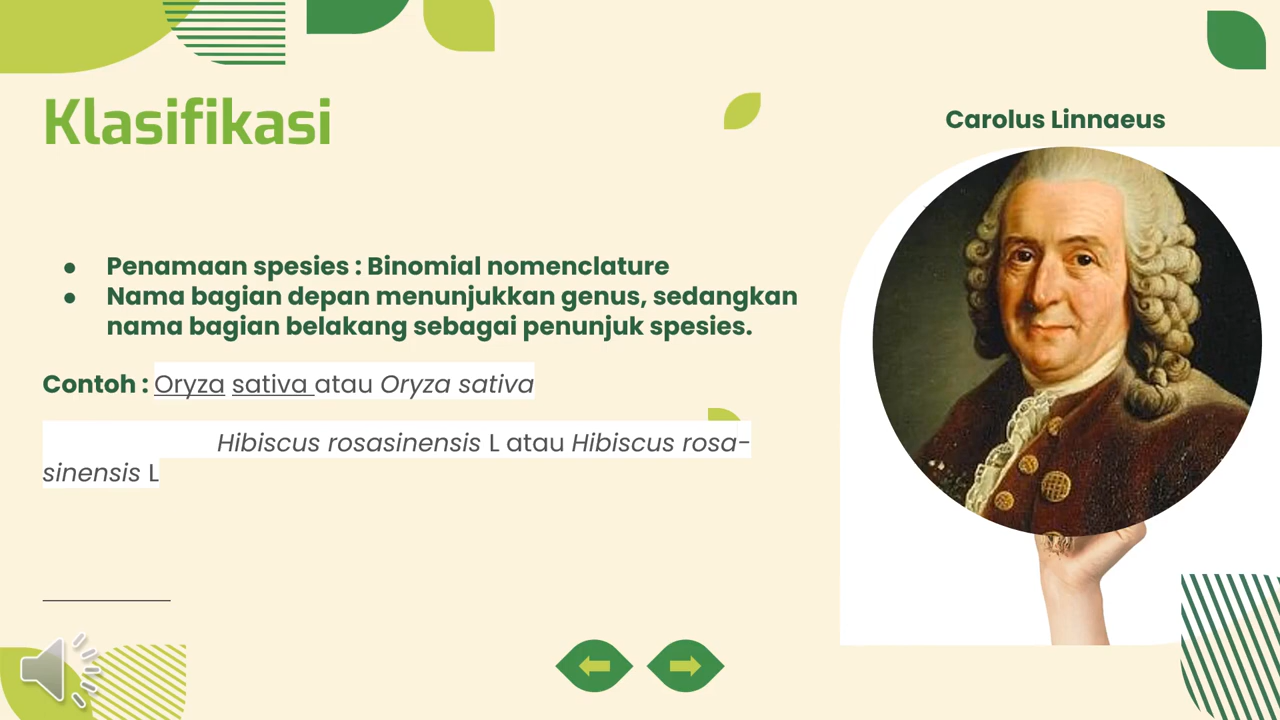 Klasifikasi
Carolus Linnaeus
● Penamaan spesies : Binomial nomenclature
● Nama bagian depan menunjukkan genus, sedangkan
nama bagian belakang sebagai penunjuk spesies.
Contoh : Oryza sativa atau Oryza sativa
Hibiscus rosasinensis L atau Hibiscus rosa-
sinensis L